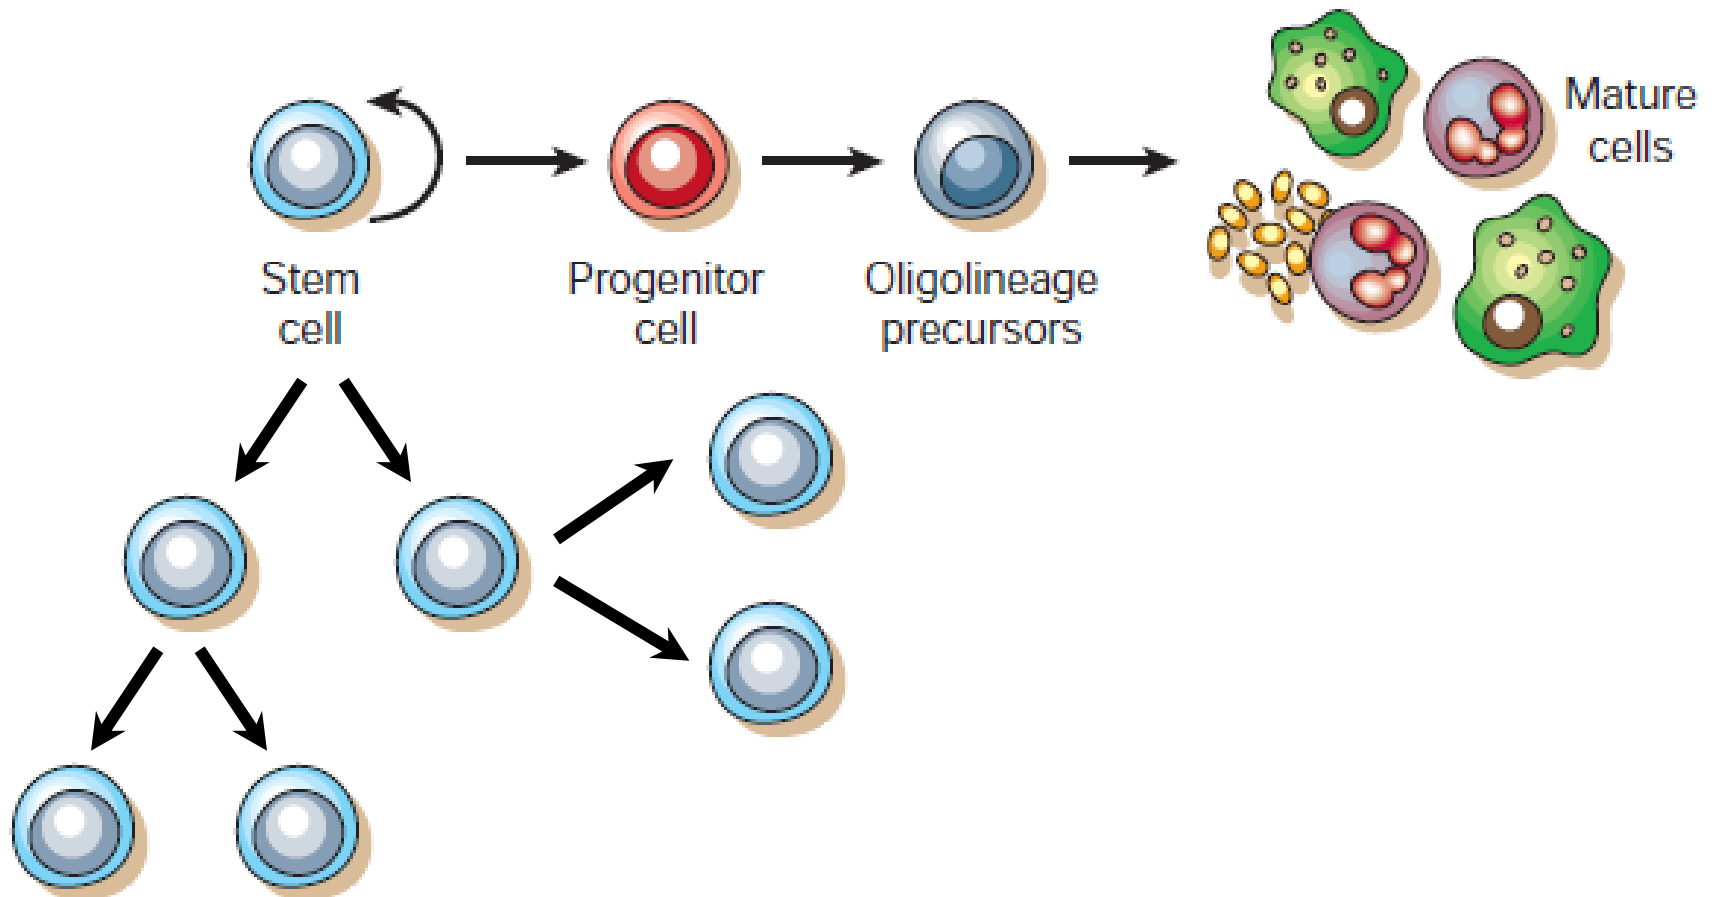 Mature
cells
Stem
cell
Progenitor
cell
Oligolineage
precursors